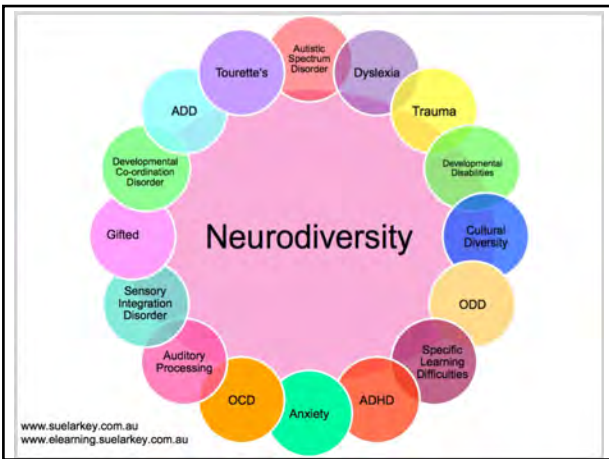 Autistic
Spectrum
Disorder
Dyslexia
Trauma
Developmental
Disabilities
Cultural
Diversity
ODD
Specific
Learning
Difficulties
ADHD
Anxiety
OCD
Auditory
Processing
Sensory
Integration
Disorder
Gifted
Developmental
Co-ordination
Disorder
ADD
Tourette's
Neurodiversity
www.suelarkey.com.au
www.elearning.suelarkey.com.au